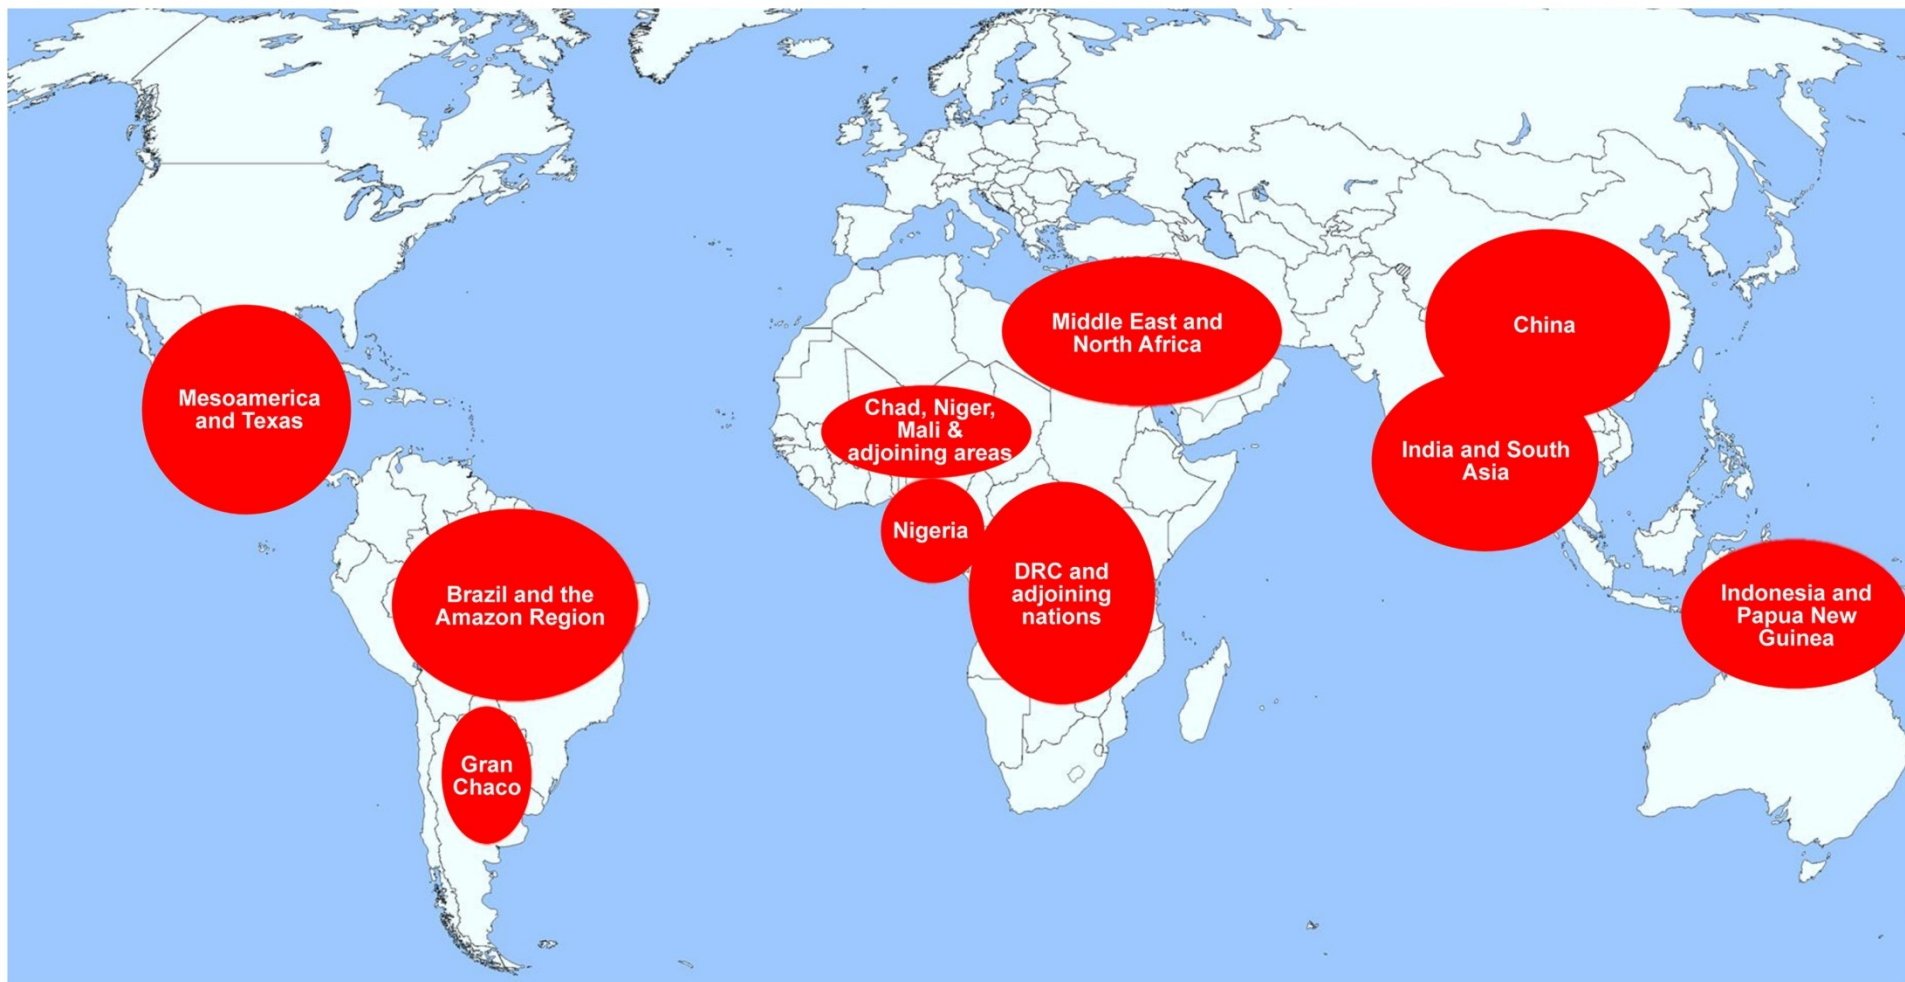 Mesoamerica
and Texas
Brazil and the
Amazon Region
Gran
Chaco
Middle East and
North Africa
Chad, Niger,
Mali &
adjoining areas
Nigeria
DRC and
adjoining
nations
China
India and South
Asia
Indonesia and
Papua New
Guinea